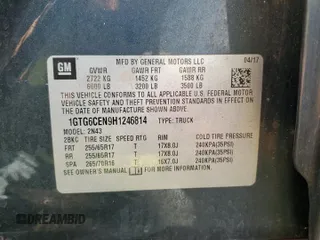 GM
MFD BY GENERAL MOTORS LLC
04/17
GVWR GAWR FRT GAWR RR
2722 KG 1452 KG 1588 KG
6000 LB 3200 LB 3500 LB
THIS VEHICLE CONFORMS TO ALL APPLICABLE U.S. FEDERAL MOTOR
VEHICLE SAFETY AND THEFT PREVENTION STANDARDS IN EFFECT ON
THE DATE OF MANUFACTURE SHOWN ABOVE.
1GTG6CEN9H1246814 TYPE: TRUCK
MODEL: 2N43
2BKC TIRE SIZE SPEED RTG RIM COLD TIRE PRESSURE
FRT 255/65R17 T 17X8.0J 240KPA(35PSI)
RR 255/65R17 T 17X8.0J 240KPA(35PSI)
SPA 265/70R16 T 16X7.0J 240KPA(35PSI)
SEE OWNER'S MANUAL
DREAMBID